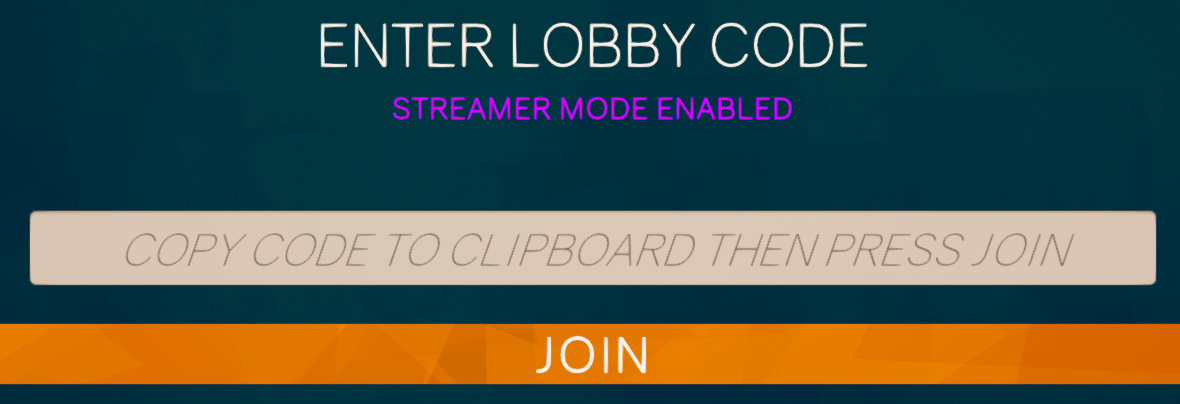 ENTER LOBBY CODE
STREAMER MODE ENABLED
COPY CODE TO CLIPBOARD THEN PRESS JOIN
JOIN